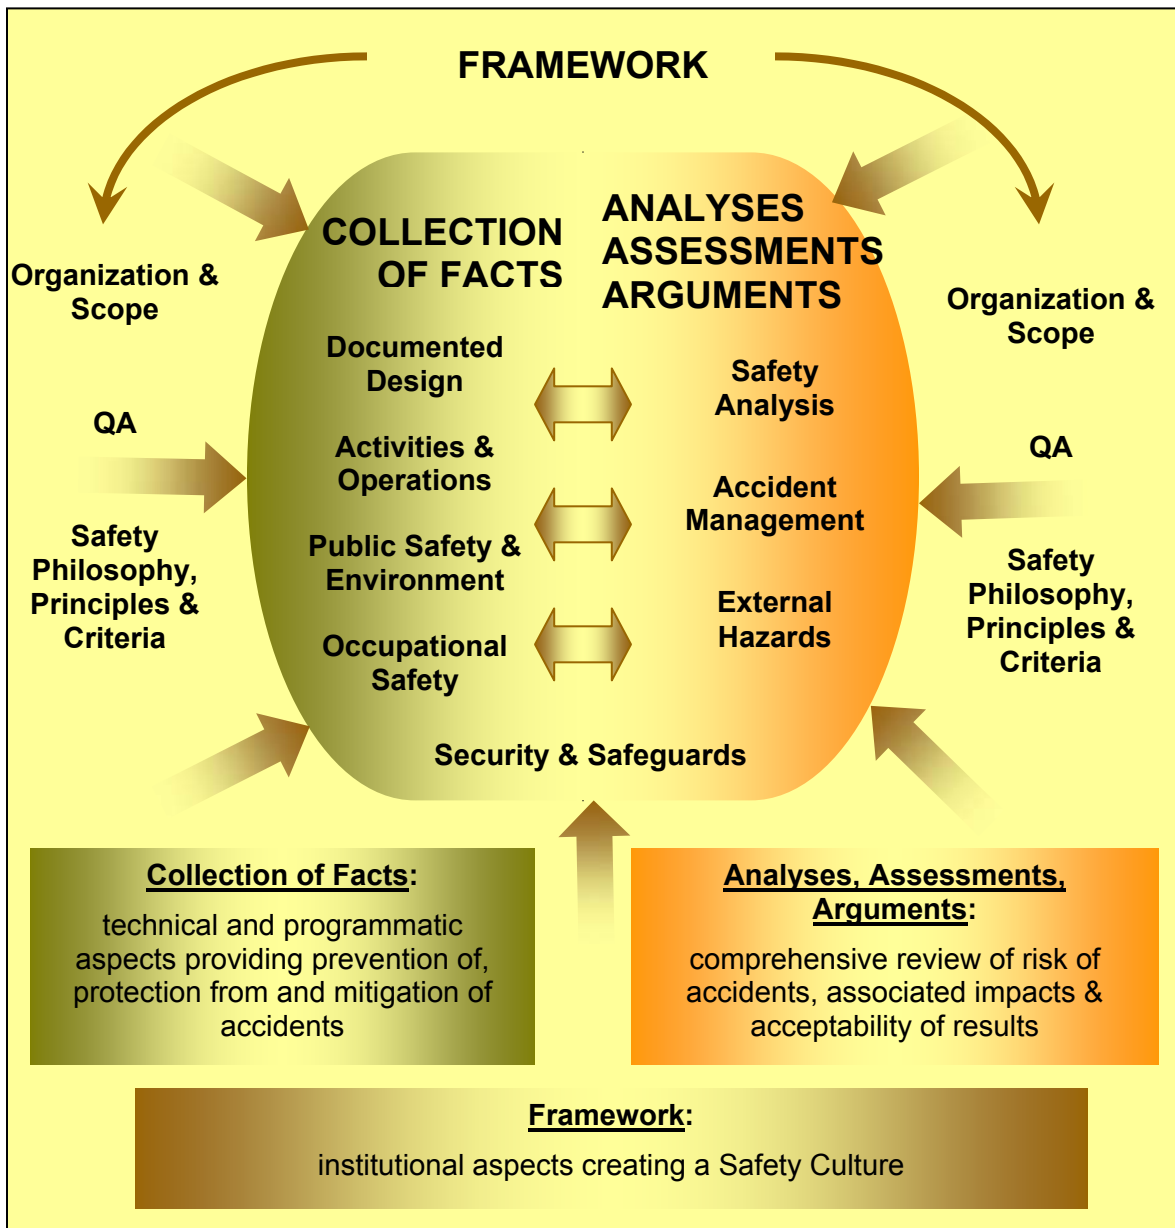 FRAMEWORK
Organization &
Scope
QA
Safety
Philosophy,
Principles &
Criteria
COLLECTION
OF FACTS
Documented
Design
Activities &
Operations
Public Safety &
Environment
Occupational
Safety
ANALYSES
ASSESSMENTS
ARGUMENTS
Safety
Analysis
Accident
Management
External
Hazards
Security & Safeguards
Organization &
Scope
QA
Safety
Philosophy,
Principles &
Criteria
Collection of Facts:
technical and programmatic
aspects providing prevention of,
protection from and mitigation of
accidents
Analyses, Assessments,
Arguments:
comprehensive review of risk of
accidents, associated impacts &
acceptability of results
Framework:
institutional aspects creating a Safety Culture